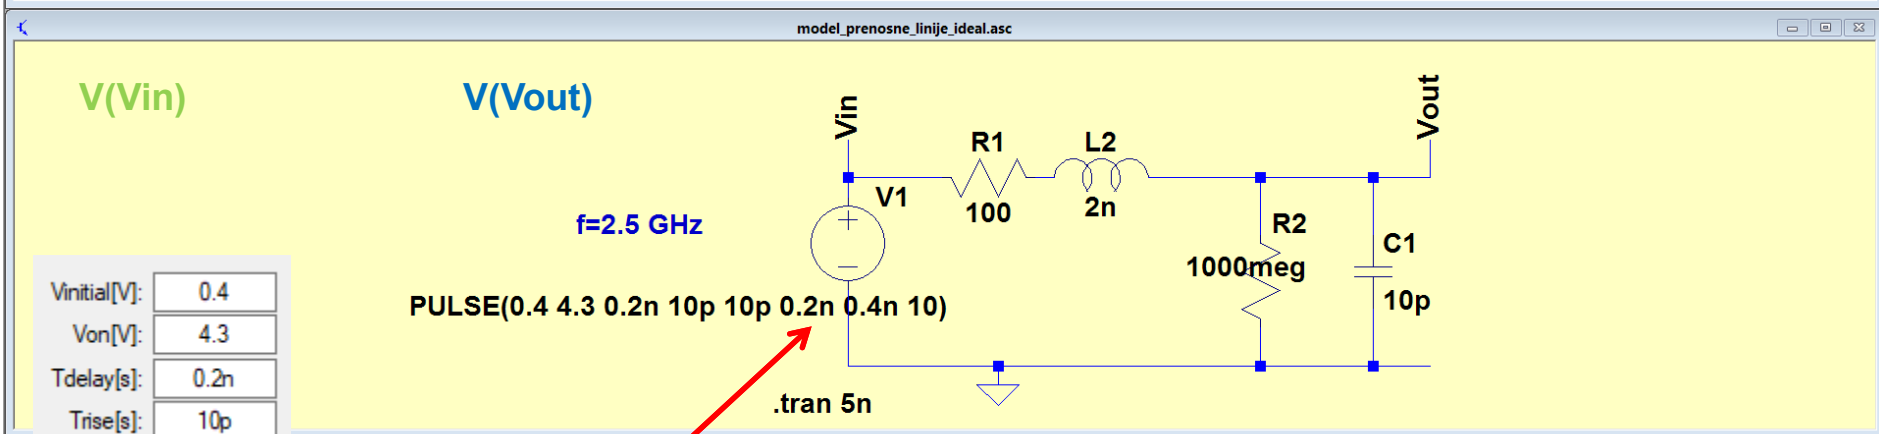 model_prenosne_linije_ideal.asc
V(Vin)
V(Vout)
Vin
Vout
R1
L2
V1
100
2n
f=2.5 GHz
R2
C1
1000meg
10p
PULSE(0.4 4.3 0.2n 10p 10p 0.2n 0.4n 10)
.tran 5n
Vinitial[V]: 0.4
Von[V]: 4.3
Tdelay[s]: 0.2n
Trise[s]: 10p